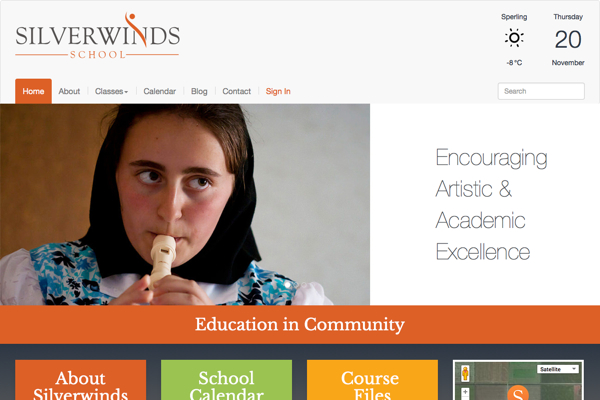 SILVERWINDS
SCHOOL
Sperling
-8°C
Thursday
20
November
Home
About
Classes
Calendar
Blog
Contact
Sign In
Search
Encouraging
Artistic &
Academic
Excellence
Education in Community
About
Silverwinds
School
Calendar
Course
Files
Satellite
+
S